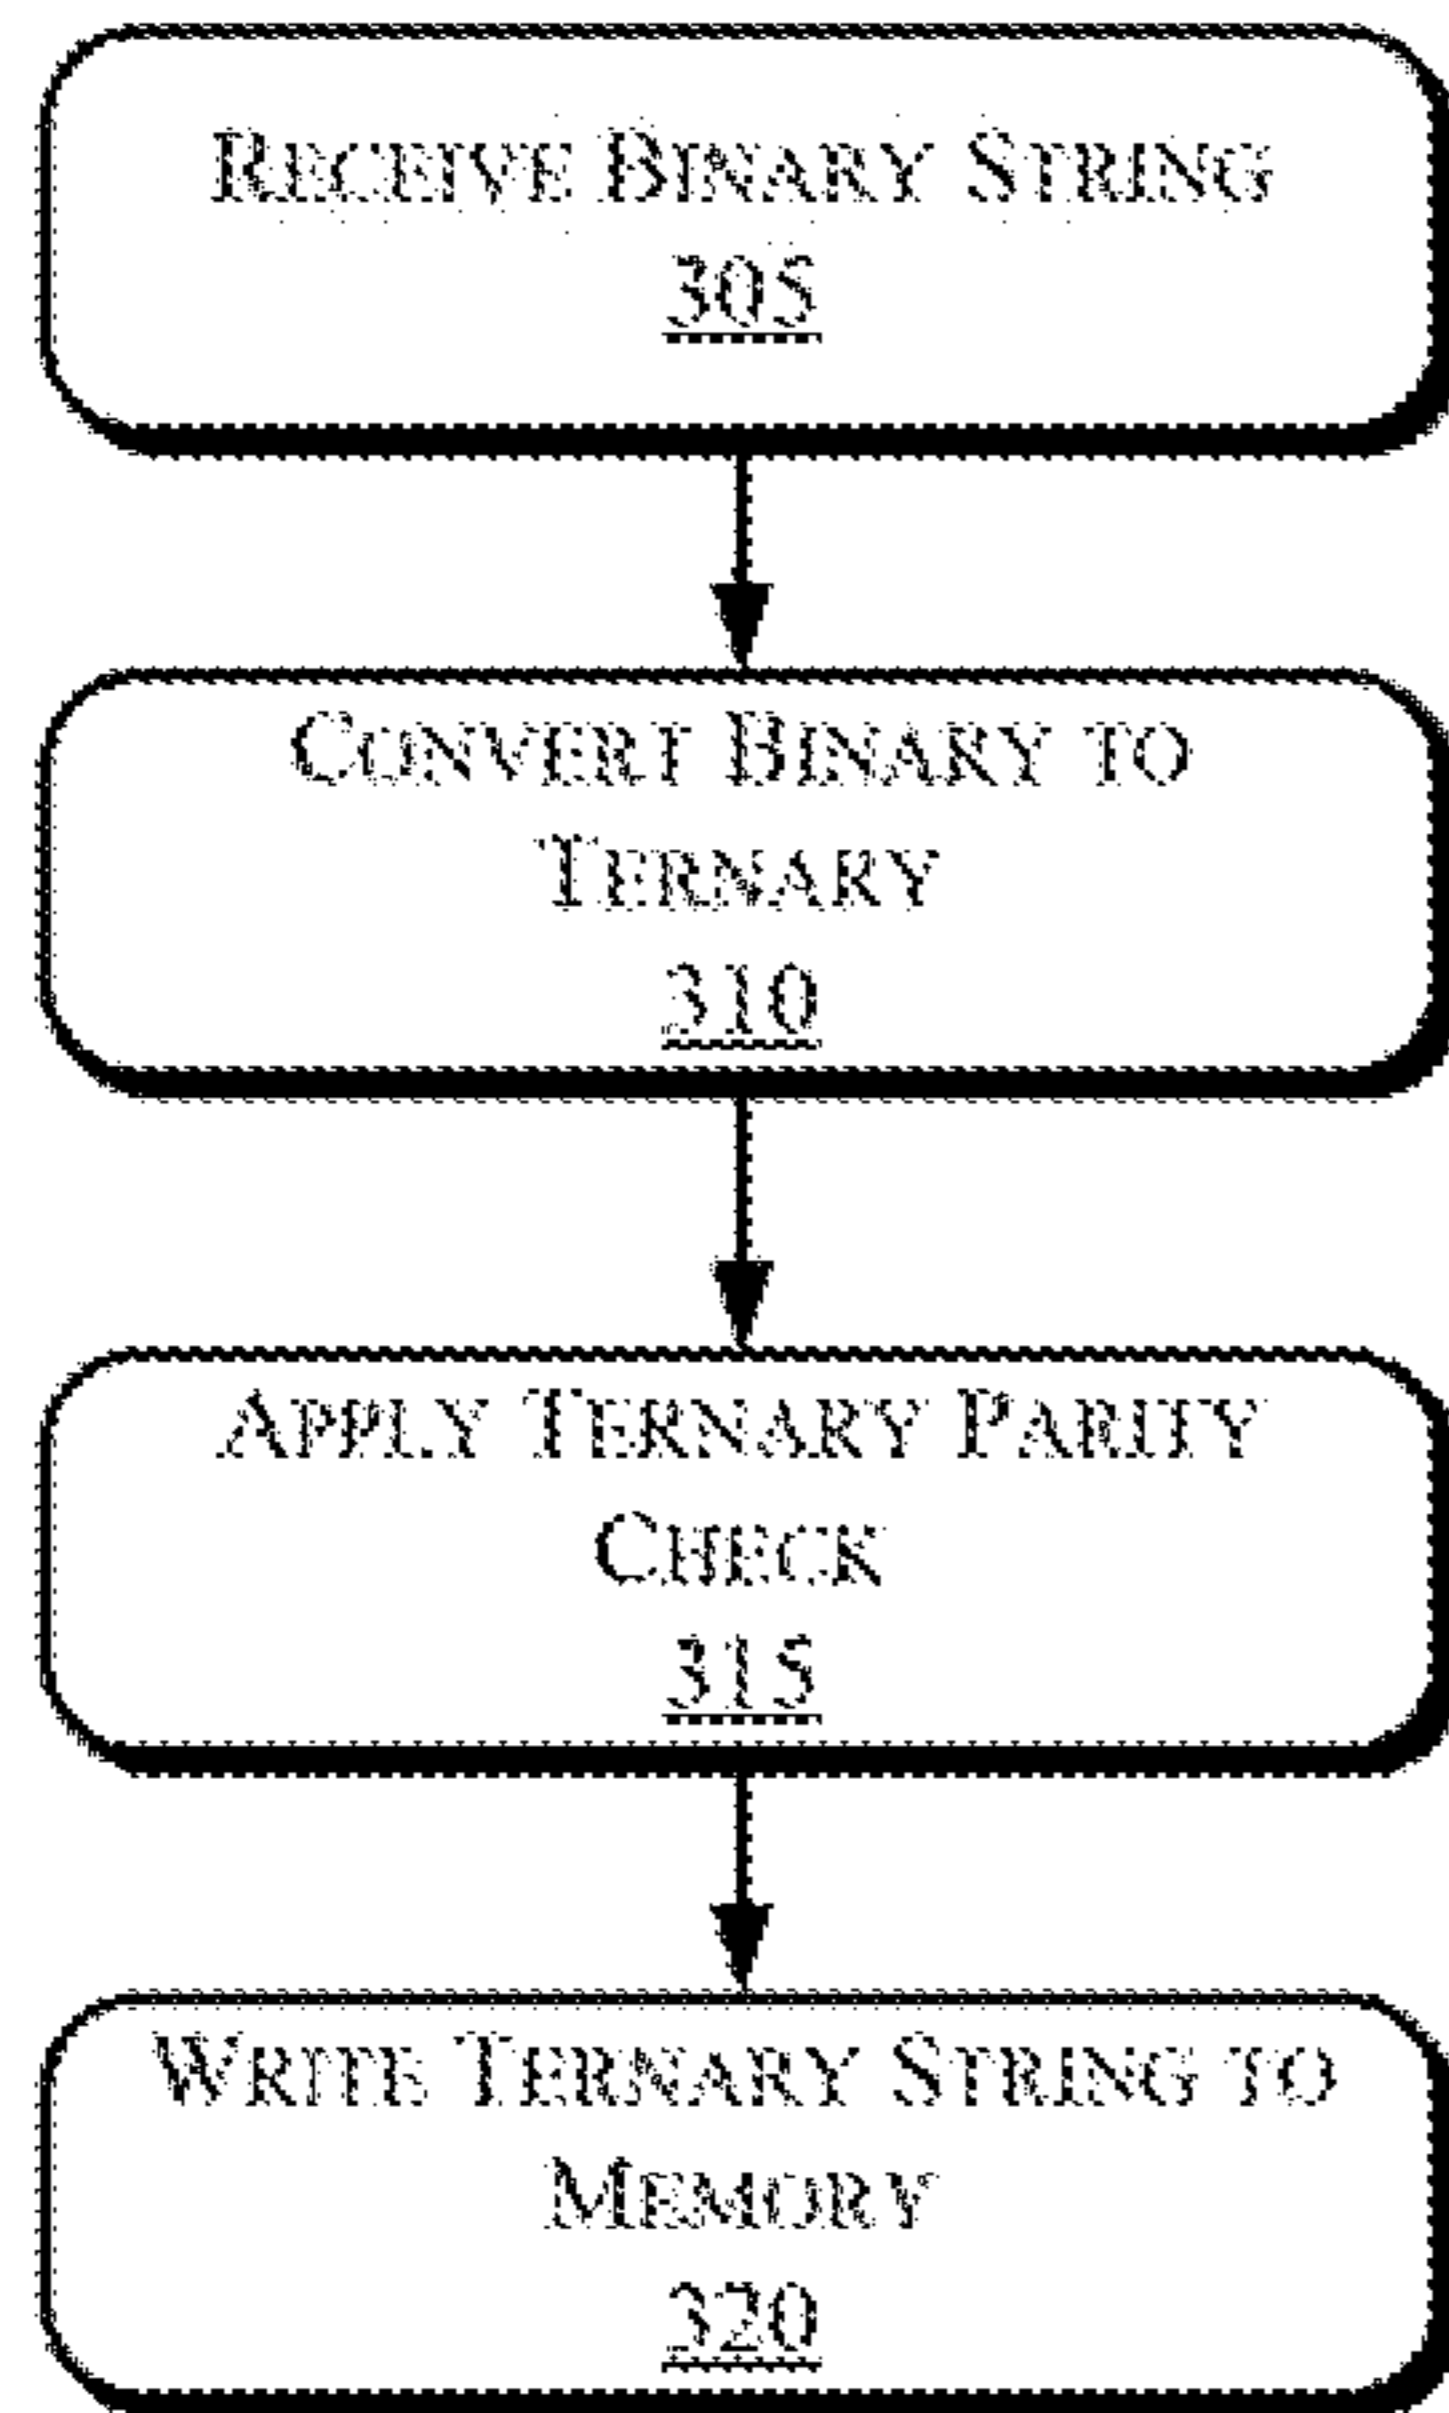 RECEIVE BINARY STRING
305
CONVERT BINARY TO
TERNARY
310
APPLY TERNARY PARITY
CHECK
315
WRITE TERNARY STRING TO
MEMORY
320